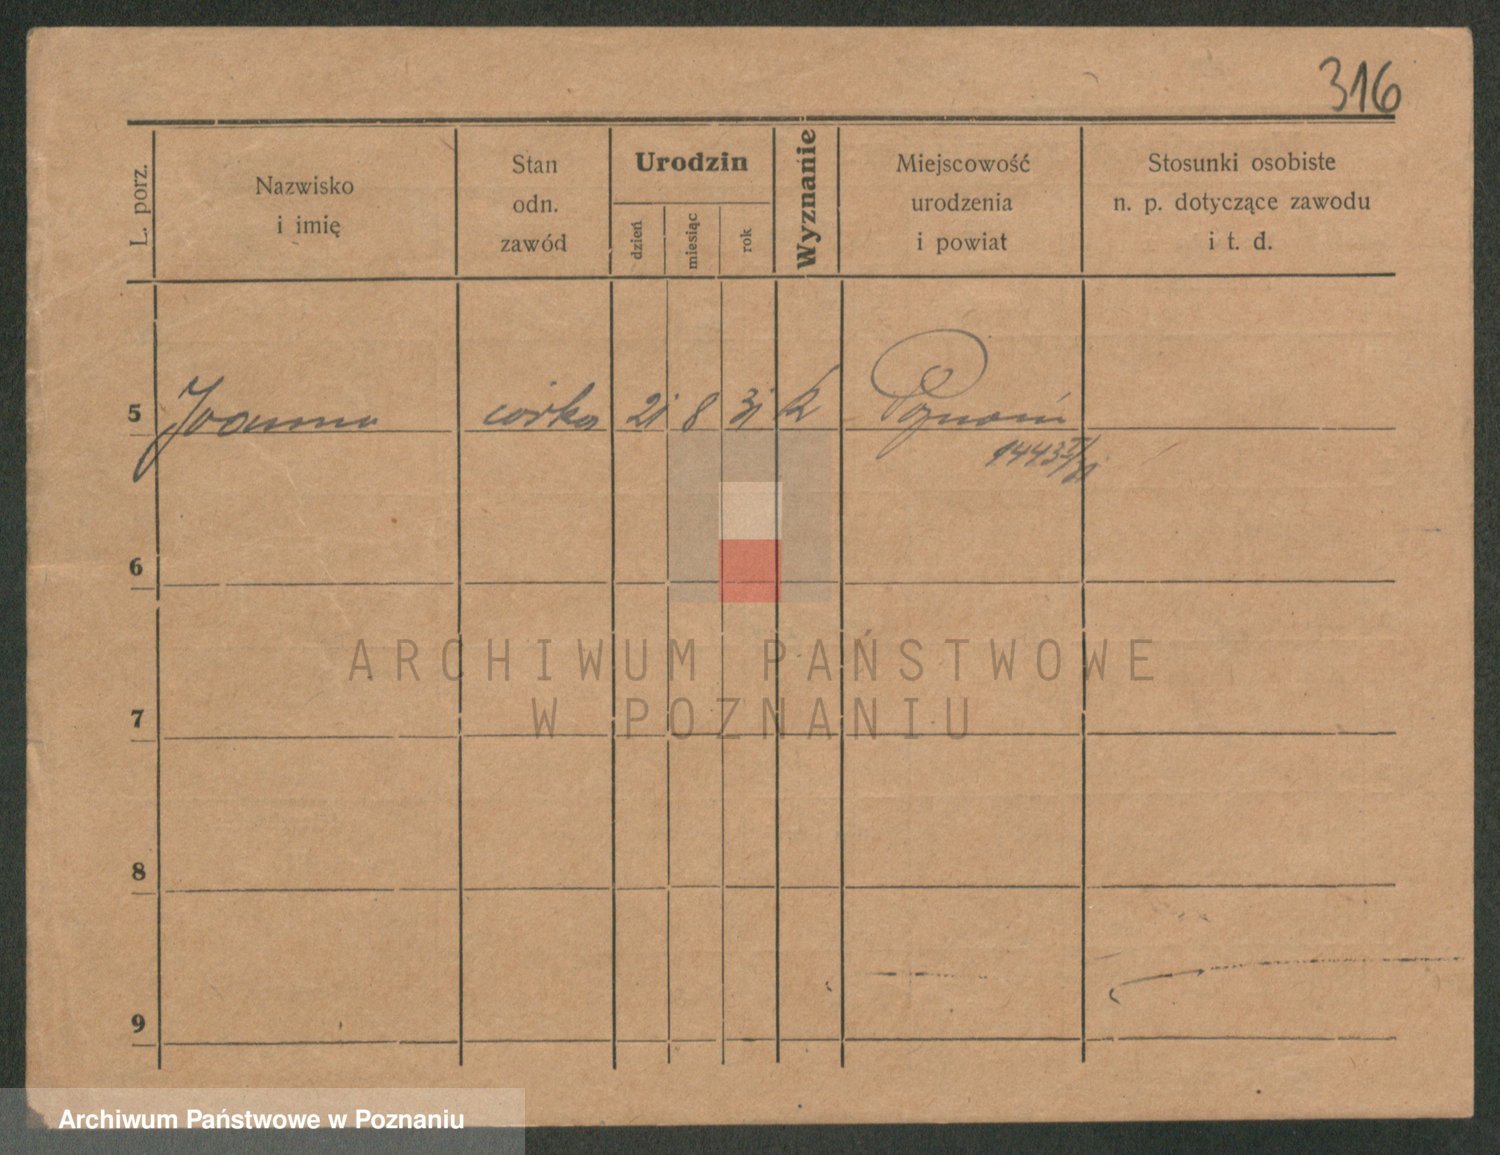 316
L. porz.
Nazwisko
i imię
Stan
odn.
zawód
Urodzin
dzień
miesiąc
rok
Wyznanie
Miejscowość
urodzenia
i powiat
Stosunki osobiste
n. p. dotyczące zawodu
i t. d.
5 Joanna córka 21 8 31 K Poznań
6
ARCHIWUM PAŃSTWOWE
W POZNANIU
7
8
9
Archiwum Państwowe w Poznaniu